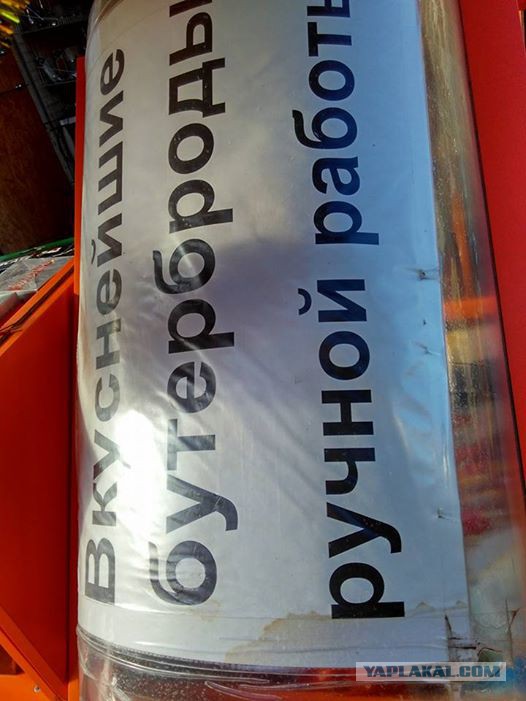 Вкуснейшие
бутерброды
ручной работы
YAPLAKAL.COM